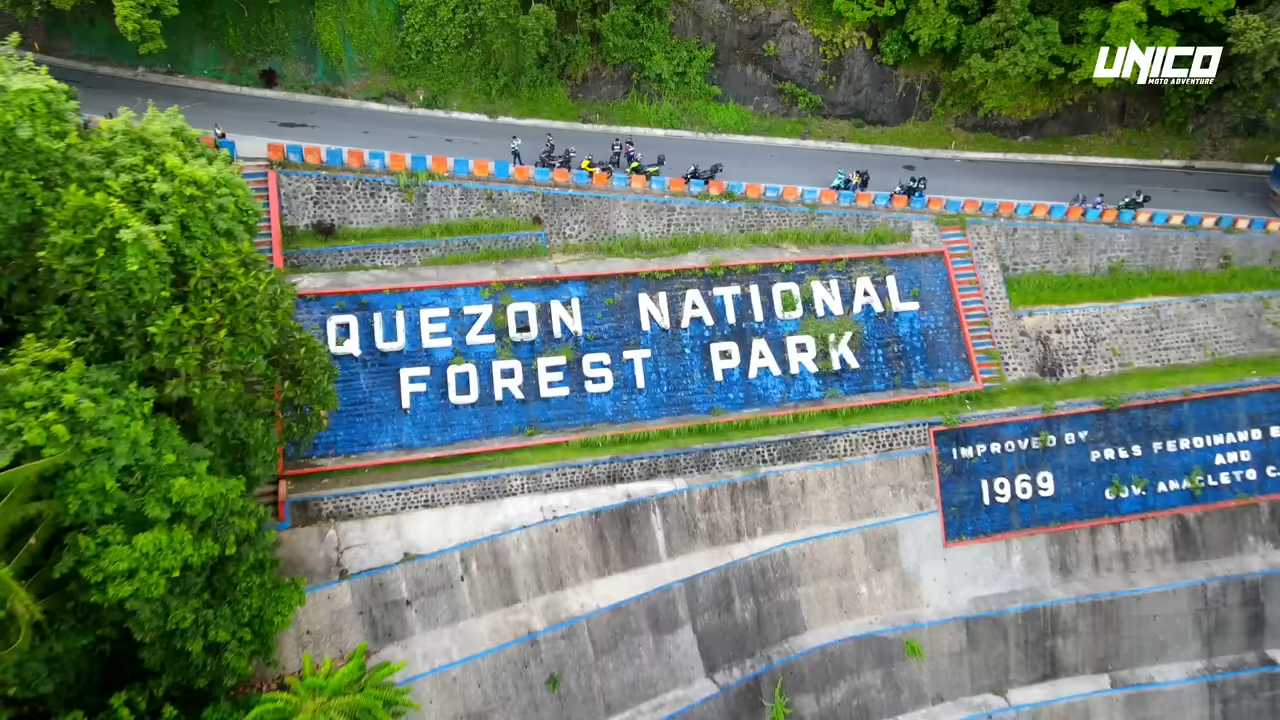 UNICO
MOTO ADVENTURE
QUEZON NATIONAL
FOREST PARK
IMPROVED BY
1969
PRES FERDINAND E
AND
GOV. ANACLETO C.